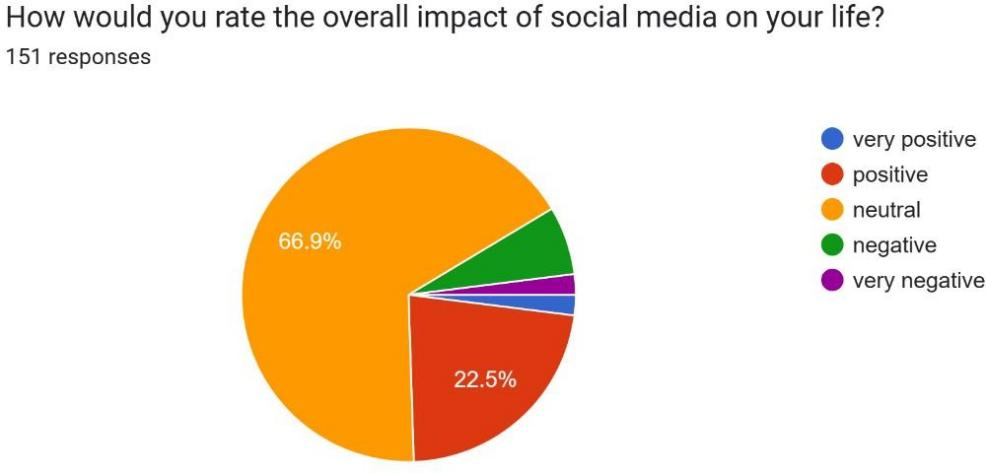 How would you rate the overall impact of social media on your life?
151 responses
66.9%
22.5%
very positive
positive
neutral
negative
very negative